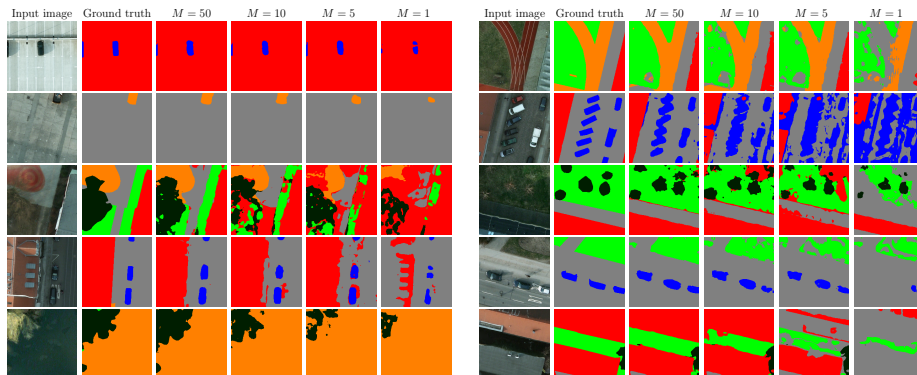 Input image Ground truth M = 50 M = 10 M = 5 M = 1 Input image Ground truth M = 50 M = 10 M = 5 M = 1